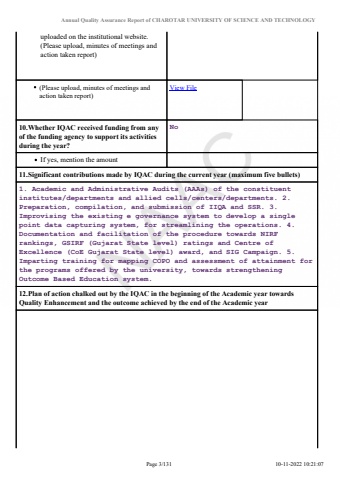 Annual Quality Assurance Report of CHAROTAR UNIVERSITY OF SCIENCE AND TECHNOLOGY
uploaded on the institutional website.
(Please upload, minutes of meetings and
action taken report)
• (Please upload, minutes of meetings and
action taken report)
View File
10.Whether IQAC received funding from any
of the funding agency to support its activities
during the year?
No
• If yes, mention the amount
11.Significant contributions made by IQAC during the current year (maximum five bullets)
1. Academic and Administrative Audits (AAAs) of the constituent
institutes/departments and allied cells/centers/departments. 2.
Preparation, compilation, and submission of IIQA and SSR. 3.
Improvising the existing e governance system to develop a single
point data capturing system, for streamlining the operations. 4.
Documentation and facilitation of the procedure towards NIRF
rankings, GSIRF (Gujarat State level) ratings and Centre of
Excellence (CoE Gujarat State level) award, and SIG Campaign. 5.
Imparting training for mapping COPO and assessment of attainment for
the programs offered by the university, towards strengthening
Outcome Based Education system.
12.Plan of action chalked out by the IQAC in the beginning of the Academic year towards
Quality Enhancement and the outcome achieved by the end of the Academic year
Page 3/131
10-11-2022 10:21:07